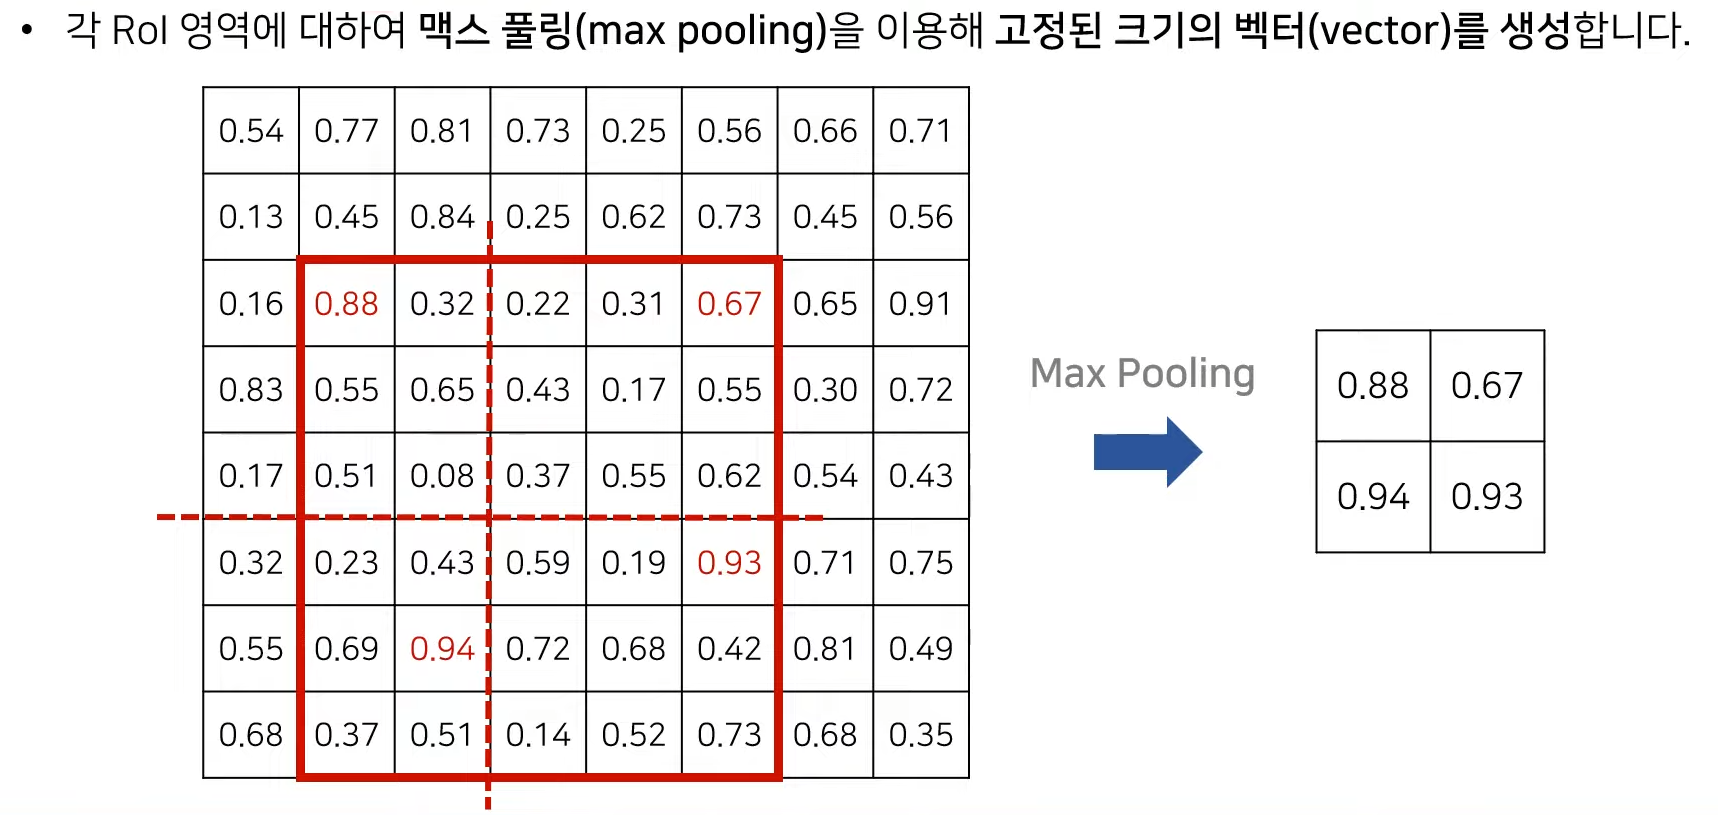 • 각 RoI 영역에 대하여 맥스 풀링(max pooling)을 이용해 고정된 크기의 벡터(vector)를 생성합니다.
0.54 0.77 0.81 0.73 0.25 0.56 0.66 0.71
0.13 0.45 0.84 0.25 0.62 0.73 0.45 0.56
0.16 0.88 0.32 0.22 0.31 0.67 0.65 0.91
0.83 0.55 0.65 0.43 0.17 0.55 0.30 0.72
0.17 0.51 0.08 0.37 0.55 0.62 0.54 0.43
0.32 0.23 0.43 0.59 0.19 0.93 0.71 0.75
0.55 0.69 0.94 0.72 0.68 0.42 0.81 0.49
0.68 0.37 0.51 0.14 0.52 0.73 0.68 0.35
Max Pooling
0.88 0.67
0.94 0.93